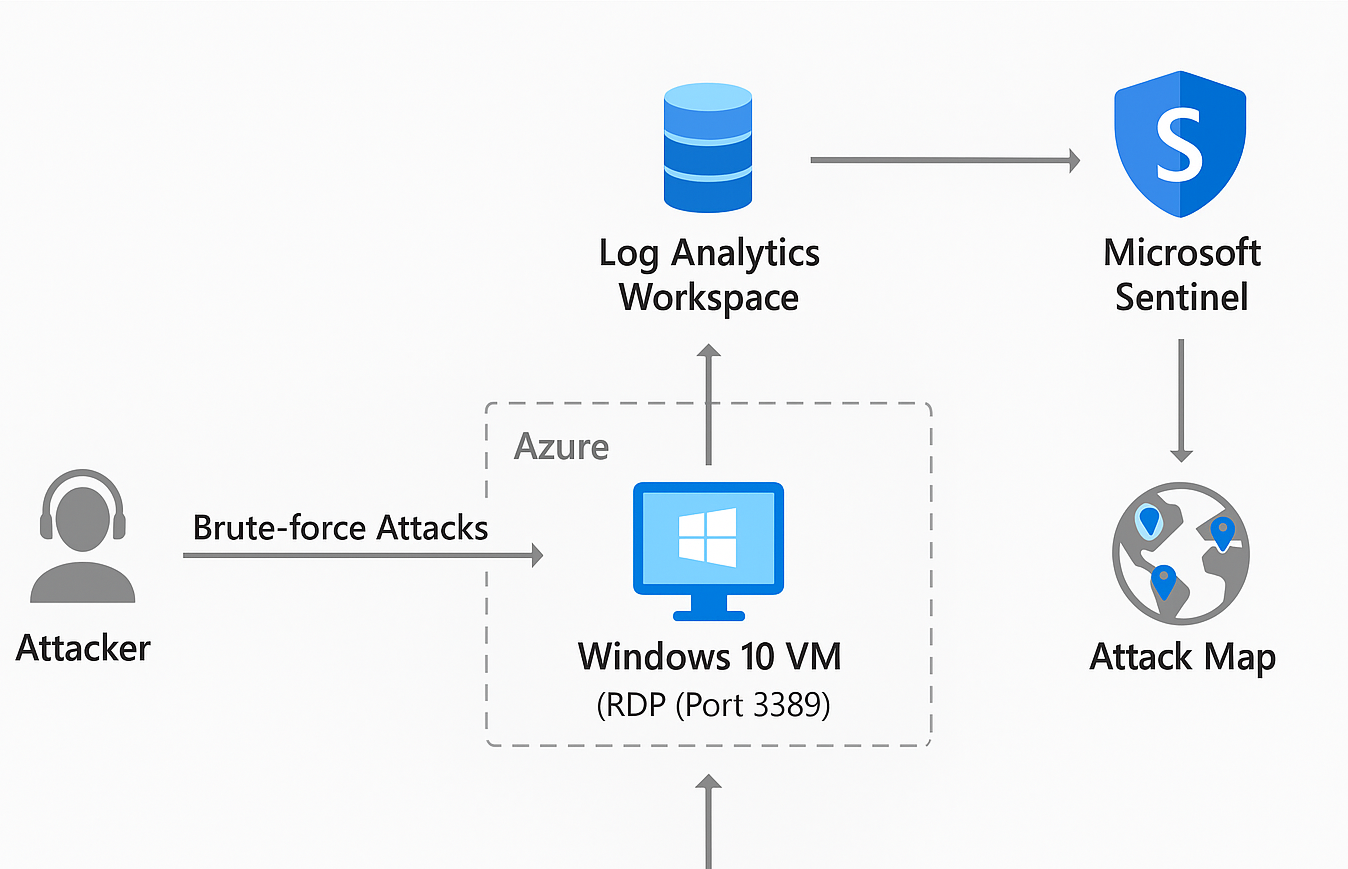 Log Analytics
Workspace
S
Microsoft
Sentinel
Azure
Brute-force Attacks
Attacker
Windows 10 VM
(RDP (Port 3389)
Attack Map